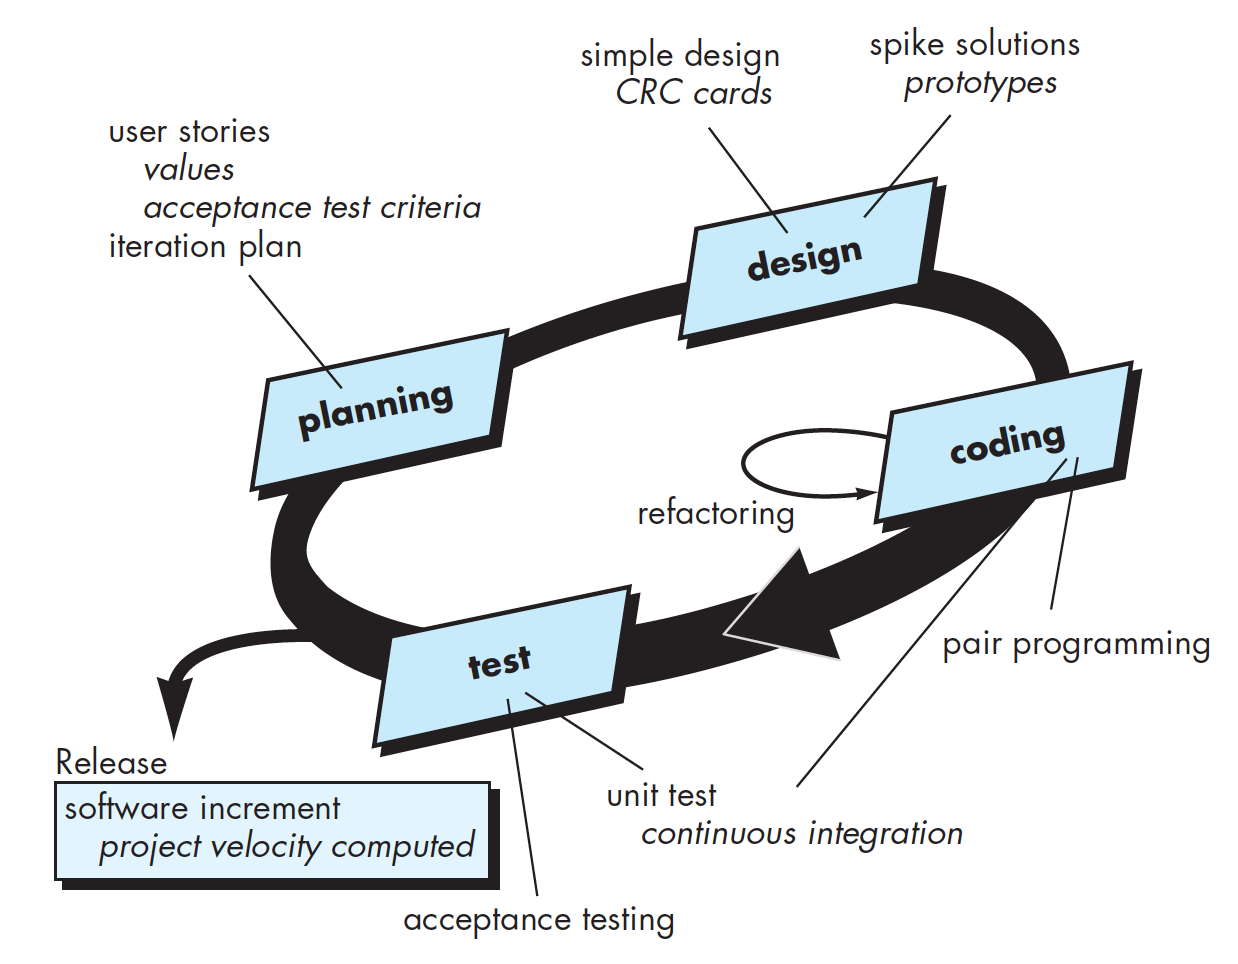 simple design
CRC cards
spike solutions
prototypes
user stories
values
acceptance test criteria
iteration plan
design
planning
coding
refactoring
test
pair programming
Release
software increment
project velocity computed
unit test
continuous integration
acceptance testing